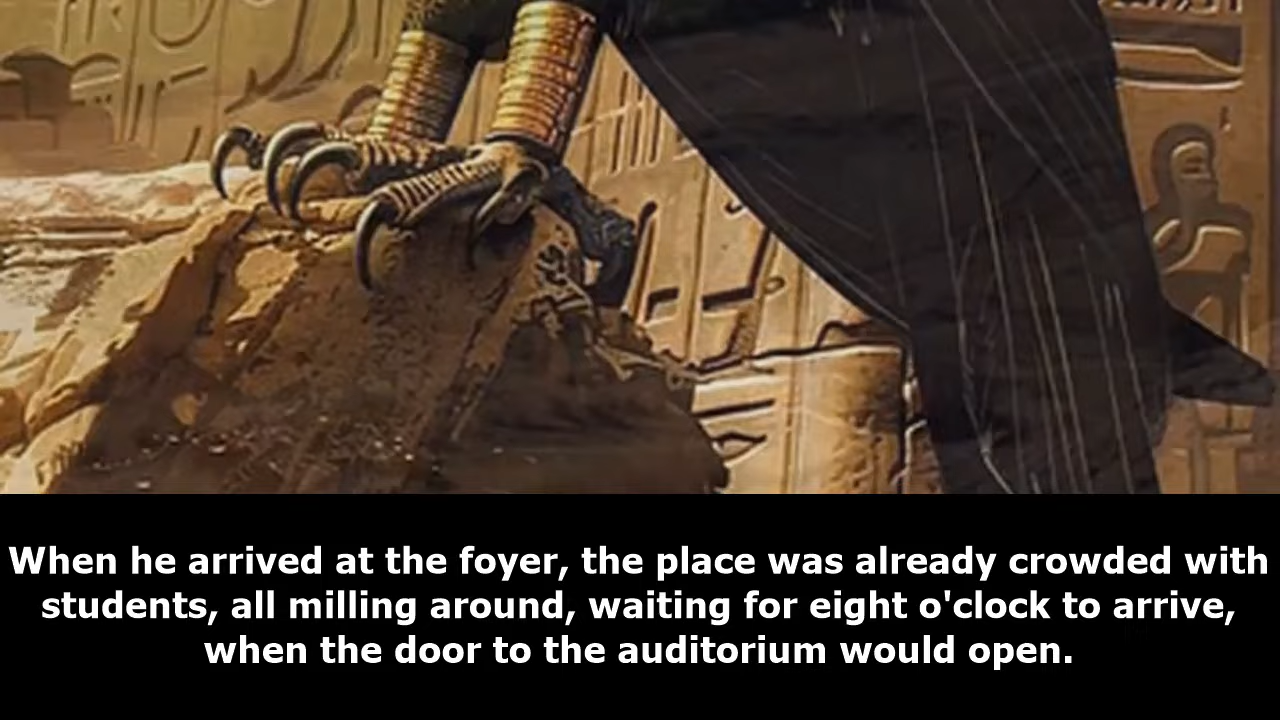 When he arrived at the foyer, the place was already crowded with
students, all milling around, waiting for eight o'clock to arrive,
when the door to the auditorium would open.